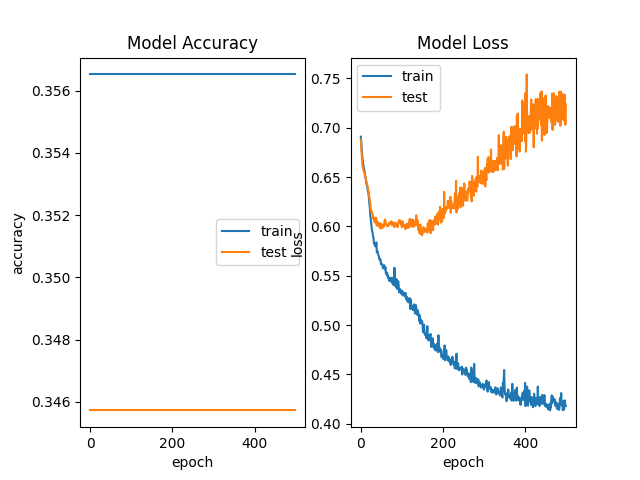 Model Accuracy
0.356
0.354
0.352
0.350
0.348
0.346
accuracy
0
200
400
epoch
train
test
Model Loss
train
test
0.75
0.70
0.65
0.60
0.55
0.50
0.45
0.40
loss
0
200
400
epoch